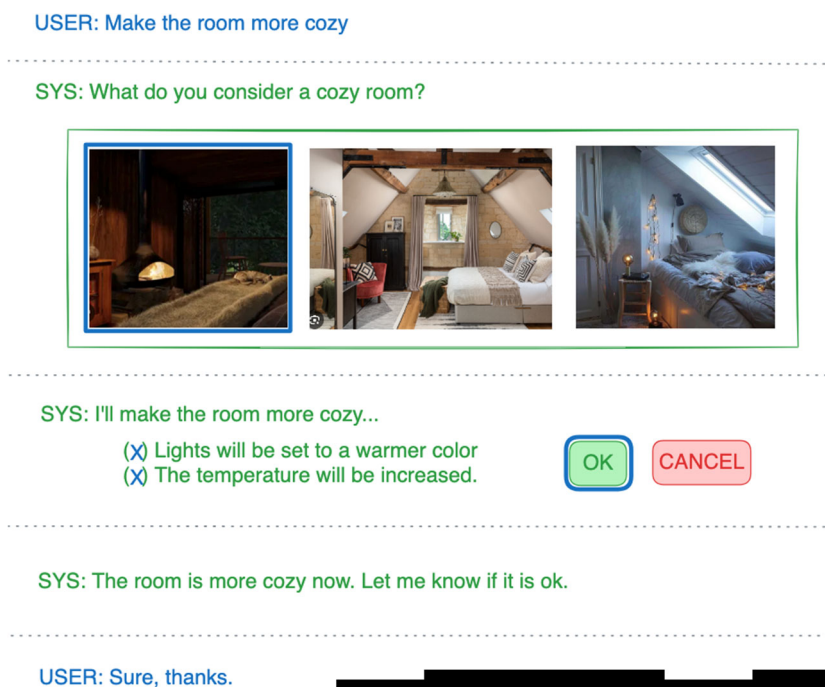 USER: Make the room more cozy
SYS: What do you consider a cozy room?
SYS: I'll make the room more cozy...
(X) Lights will be set to a warmer color
(X) The temperature will be increased.
OK
CANCEL
SYS: The room is more cozy now. Let me know if it is ok.
USER: Sure, thanks.